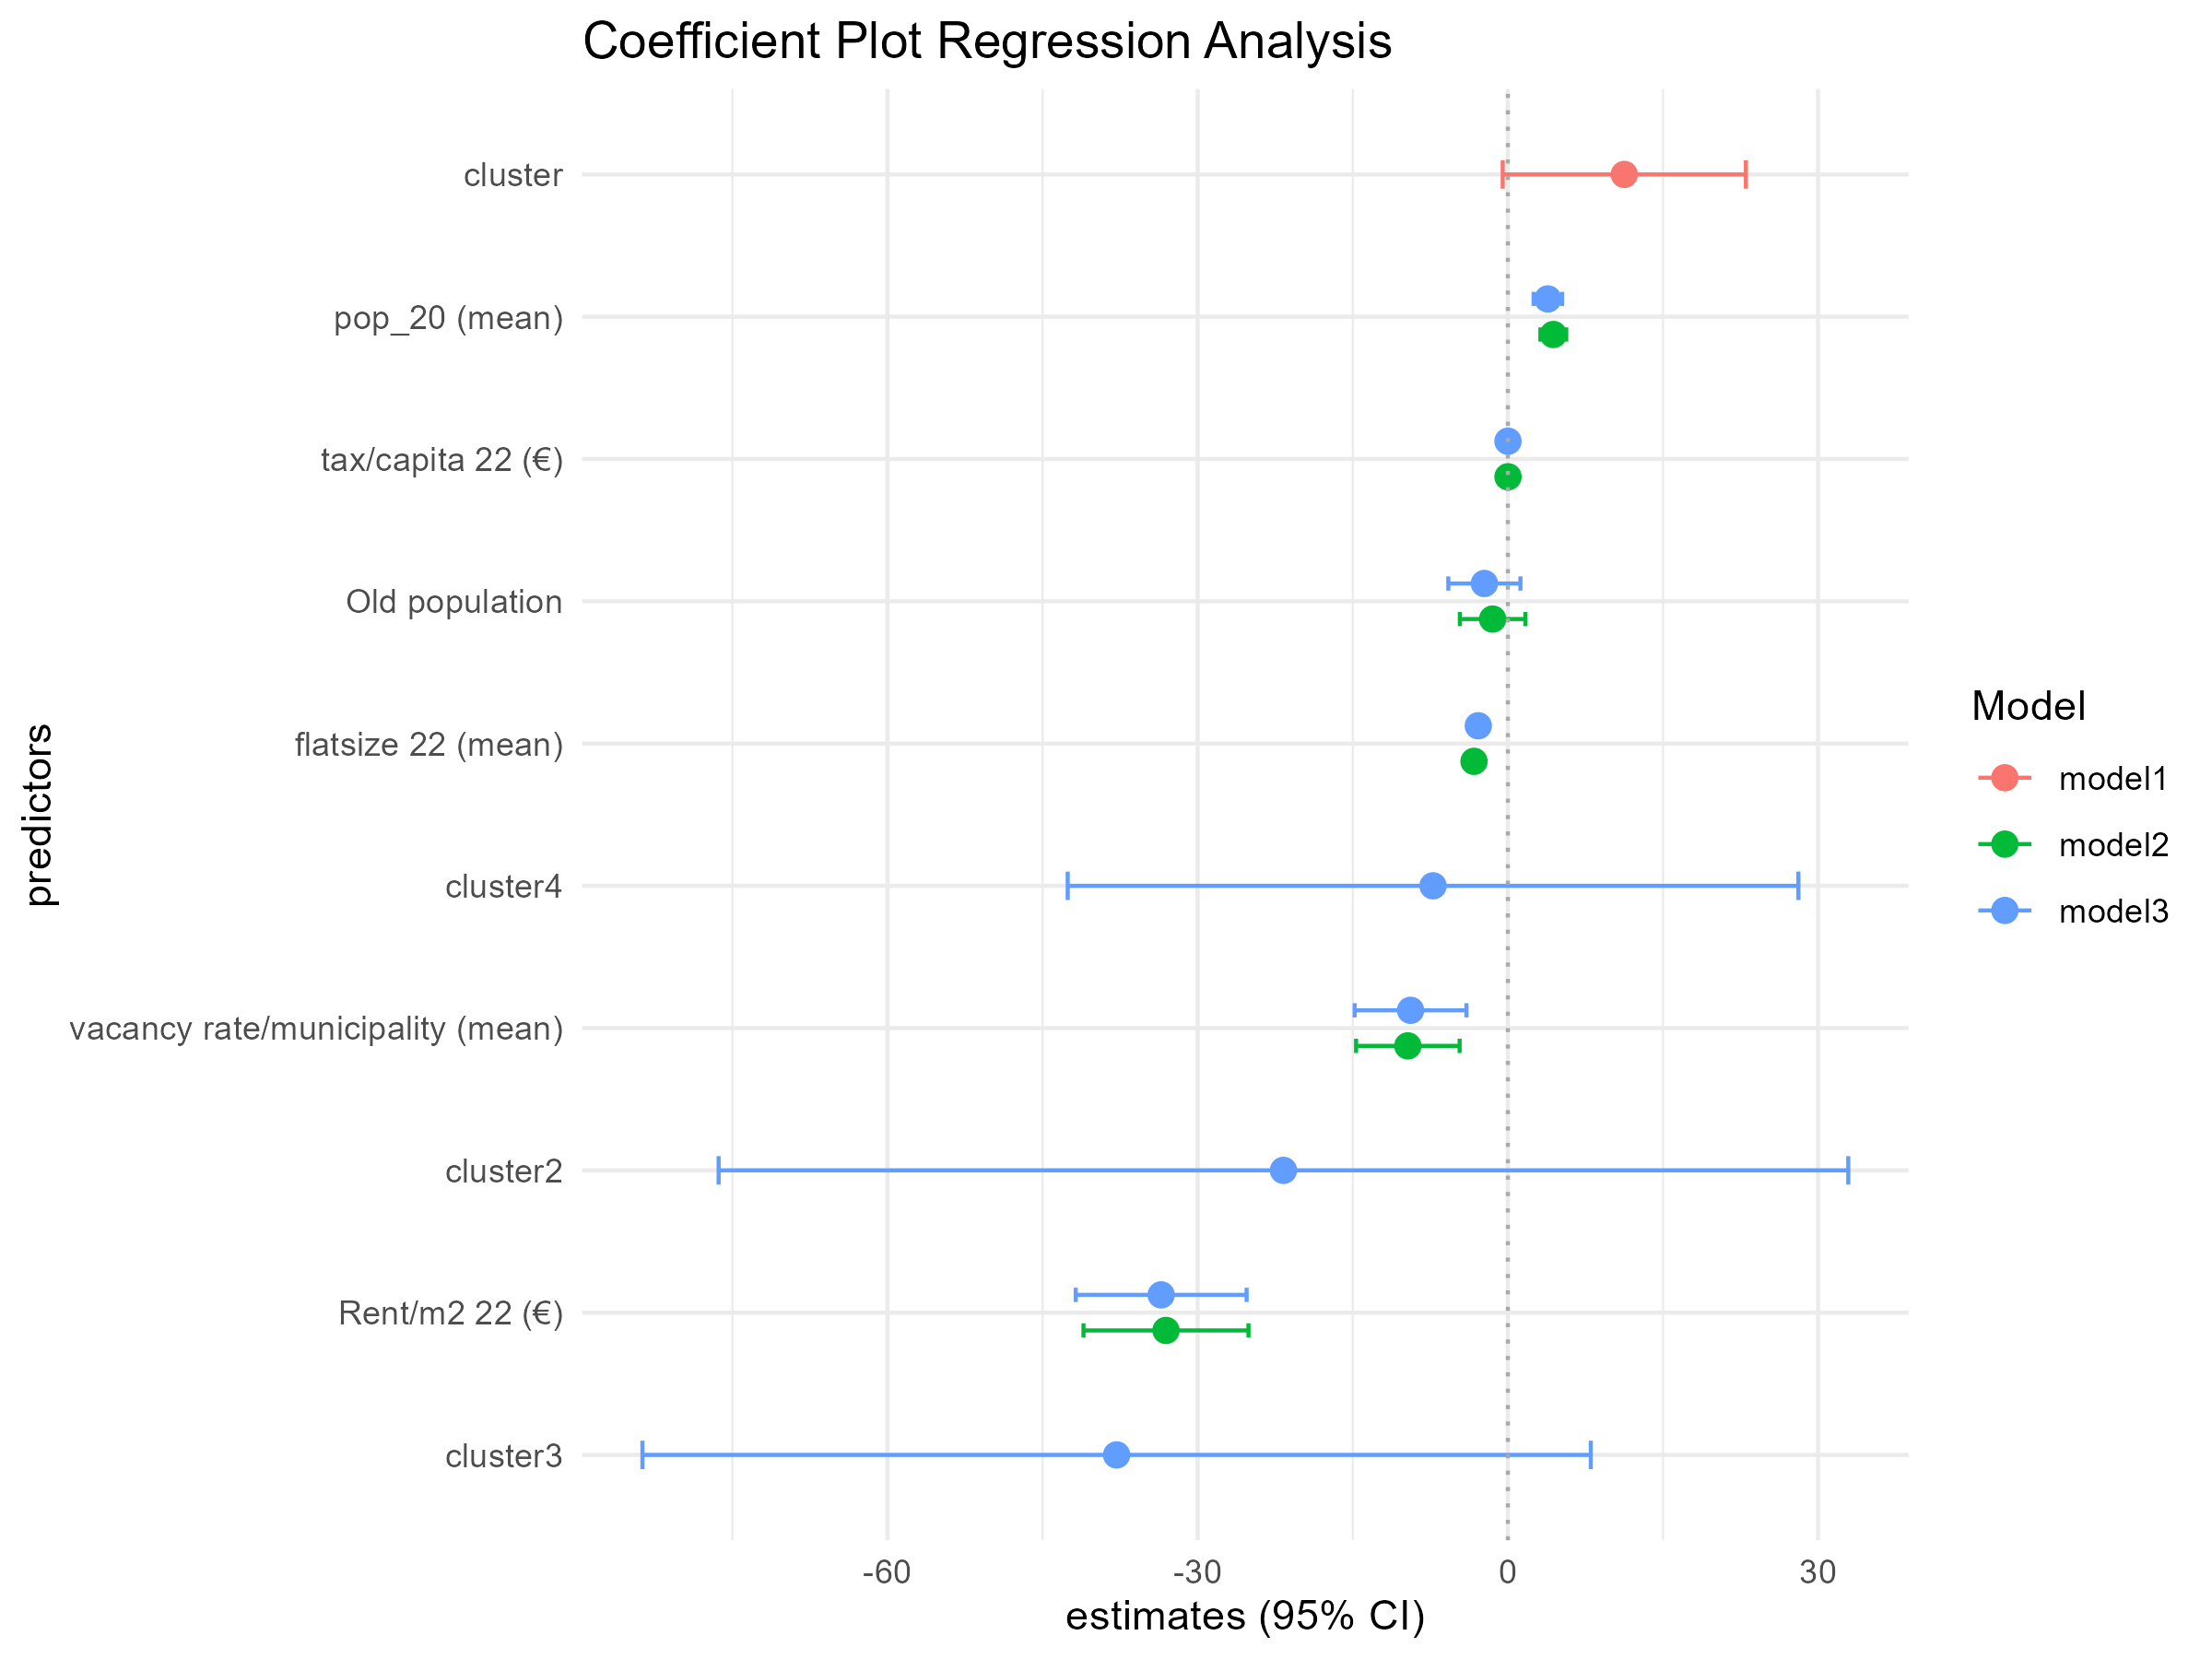 Coefficient Plot Regression Analysis
predictors
cluster
pop_20 (mean)
tax/capita 22 (€)
Old population
flatsize 22 (mean)
cluster4
vacancy rate/municipality (mean)
cluster2
Rent/m2 22 (€)
cluster3
-60 -30 0 30
estimates (95% CI)
Model
model1
model2
model3